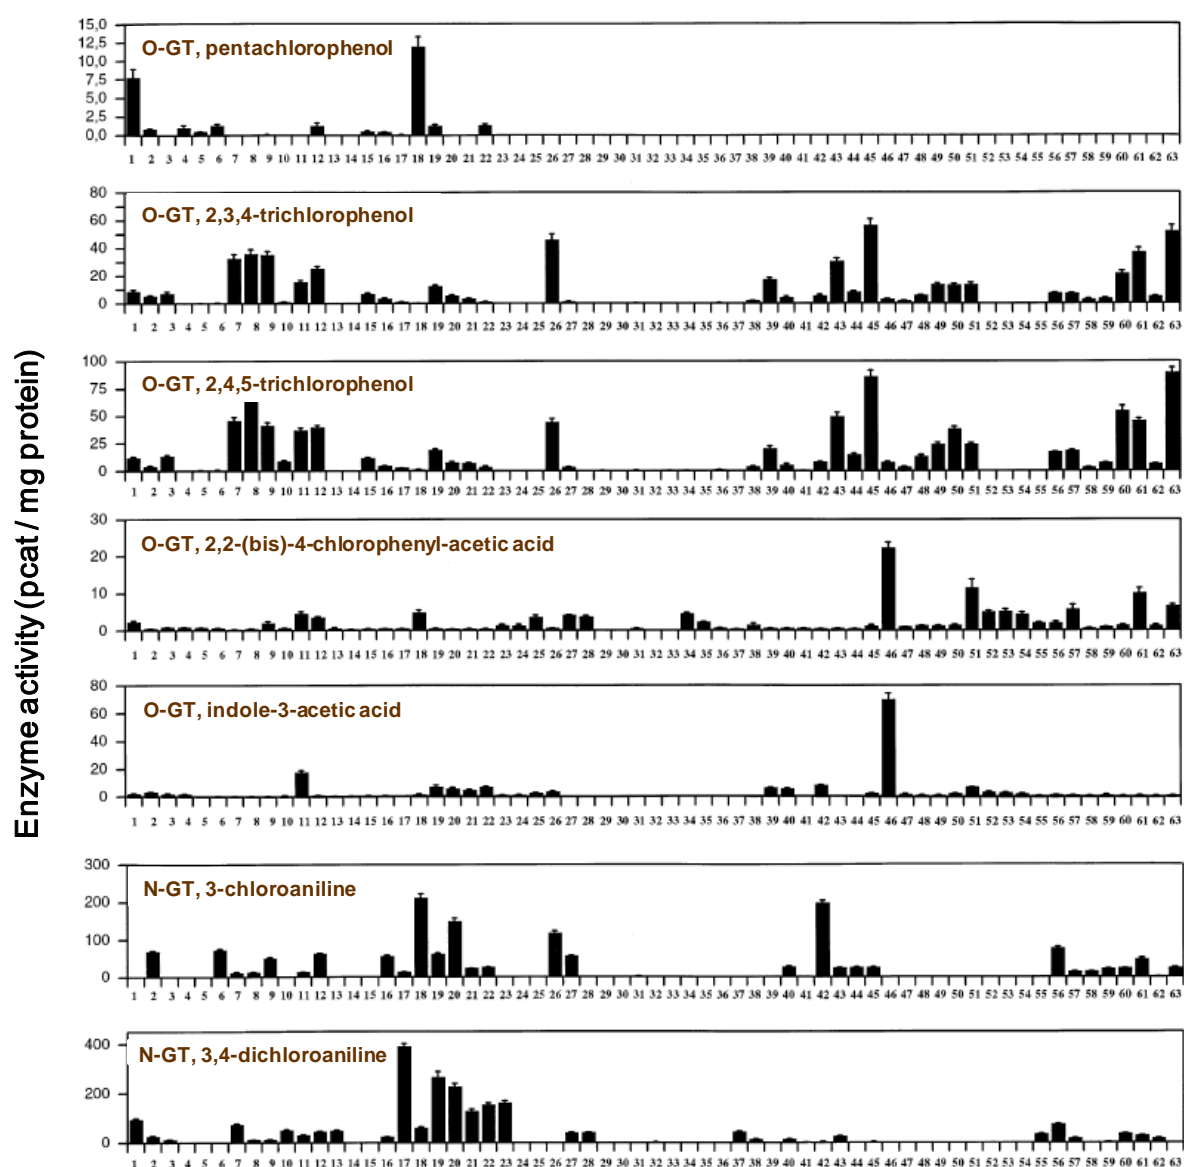 Enzyme activity (pcat / mg protein)
15,0
12,5
10,0
7,5
5,0
2,5
0,0
O-GT, pentachlorophenol
1 2 3 4 5 6 7 8 9 10 11 12 13 14 15 16 17 18 19 20 21 22 23 24 25 26 27 28 29 30 31 32 33 34 35 36 37 38 39 40 41 42 43 44 45 46 47 48 49 50 51 52 53 54 55 56 57 58 59 60 61 62 63
80
60
40
20
0
O-GT, 2,3,4-trichlorophenol
1 2 3 4 5 6 7 8 9 10 11 12 13 14 15 16 17 18 19 20 21 22 23 24 25 26 27 28 29 30 31 32 33 34 35 36 37 38 39 40 41 42 43 44 45 46 47 48 49 50 51 52 53 54 55 56 57 58 59 60 61 62 63
100
75
50
25
0
O-GT, 2,4,5-trichlorophenol
1 2 3 4 5 6 7 8 9 10 11 12 13 14 15 16 17 18 19 20 21 22 23 24 25 26 27 28 29 30 31 32 33 34 35 36 37 38 39 40 41 42 43 44 45 46 47 48 49 50 51 52 53 54 55 56 57 58 59 60 61 62 63
30
20
10
0
O-GT, 2,2-(bis)-4-chlorophenyl-acetic acid
1 2 3 4 5 6 7 8 9 10 11 12 13 14 15 16 17 18 19 20 21 22 23 24 25 26 27 28 29 30 31 32 33 34 35 36 37 38 39 40 41 42 43 44 45 46 47 48 49 50 51 52 53 54 55 56 57 58 59 60 61 62 63
80
60
40
20
0
O-GT, indole-3-acetic acid
1 2 3 4 5 6 7 8 9 10 11 12 13 14 15 16 17 18 19 20 21 22 23 24 25 26 27 28 29 30 31 32 33 34 35 36 37 38 39 40 41 42 43 44 45 46 47 48 49 50 51 52 53 54 55 56 57 58 59 60 61 62 63
300
200
100
0
N-GT, 3-chloroaniline
1 2 3 4 5 6 7 8 9 10 11 12 13 14 15 16 17 18 19 20 21 22 23 24 25 26 27 28 29 30 31 32 33 34 35 36 37 38 39 40 41 42 43 44 45 46 47 48 49 50 51 52 53 54 55 56 57 58 59 60 61 62 63
400
200
0
N-GT, 3,4-dichloroaniline
1 2 3 4 5 6 7 8 9 10 11 12 13 14 15 16 17 18 19 20 21 22 23 24 25 26 27 28 29 30 31 32 33 34 35 36 37 38 39 40 41 42 43 44 45 46 47 48 49 50 51 52 53 54 55 56 57 58 59 60 61 62 63